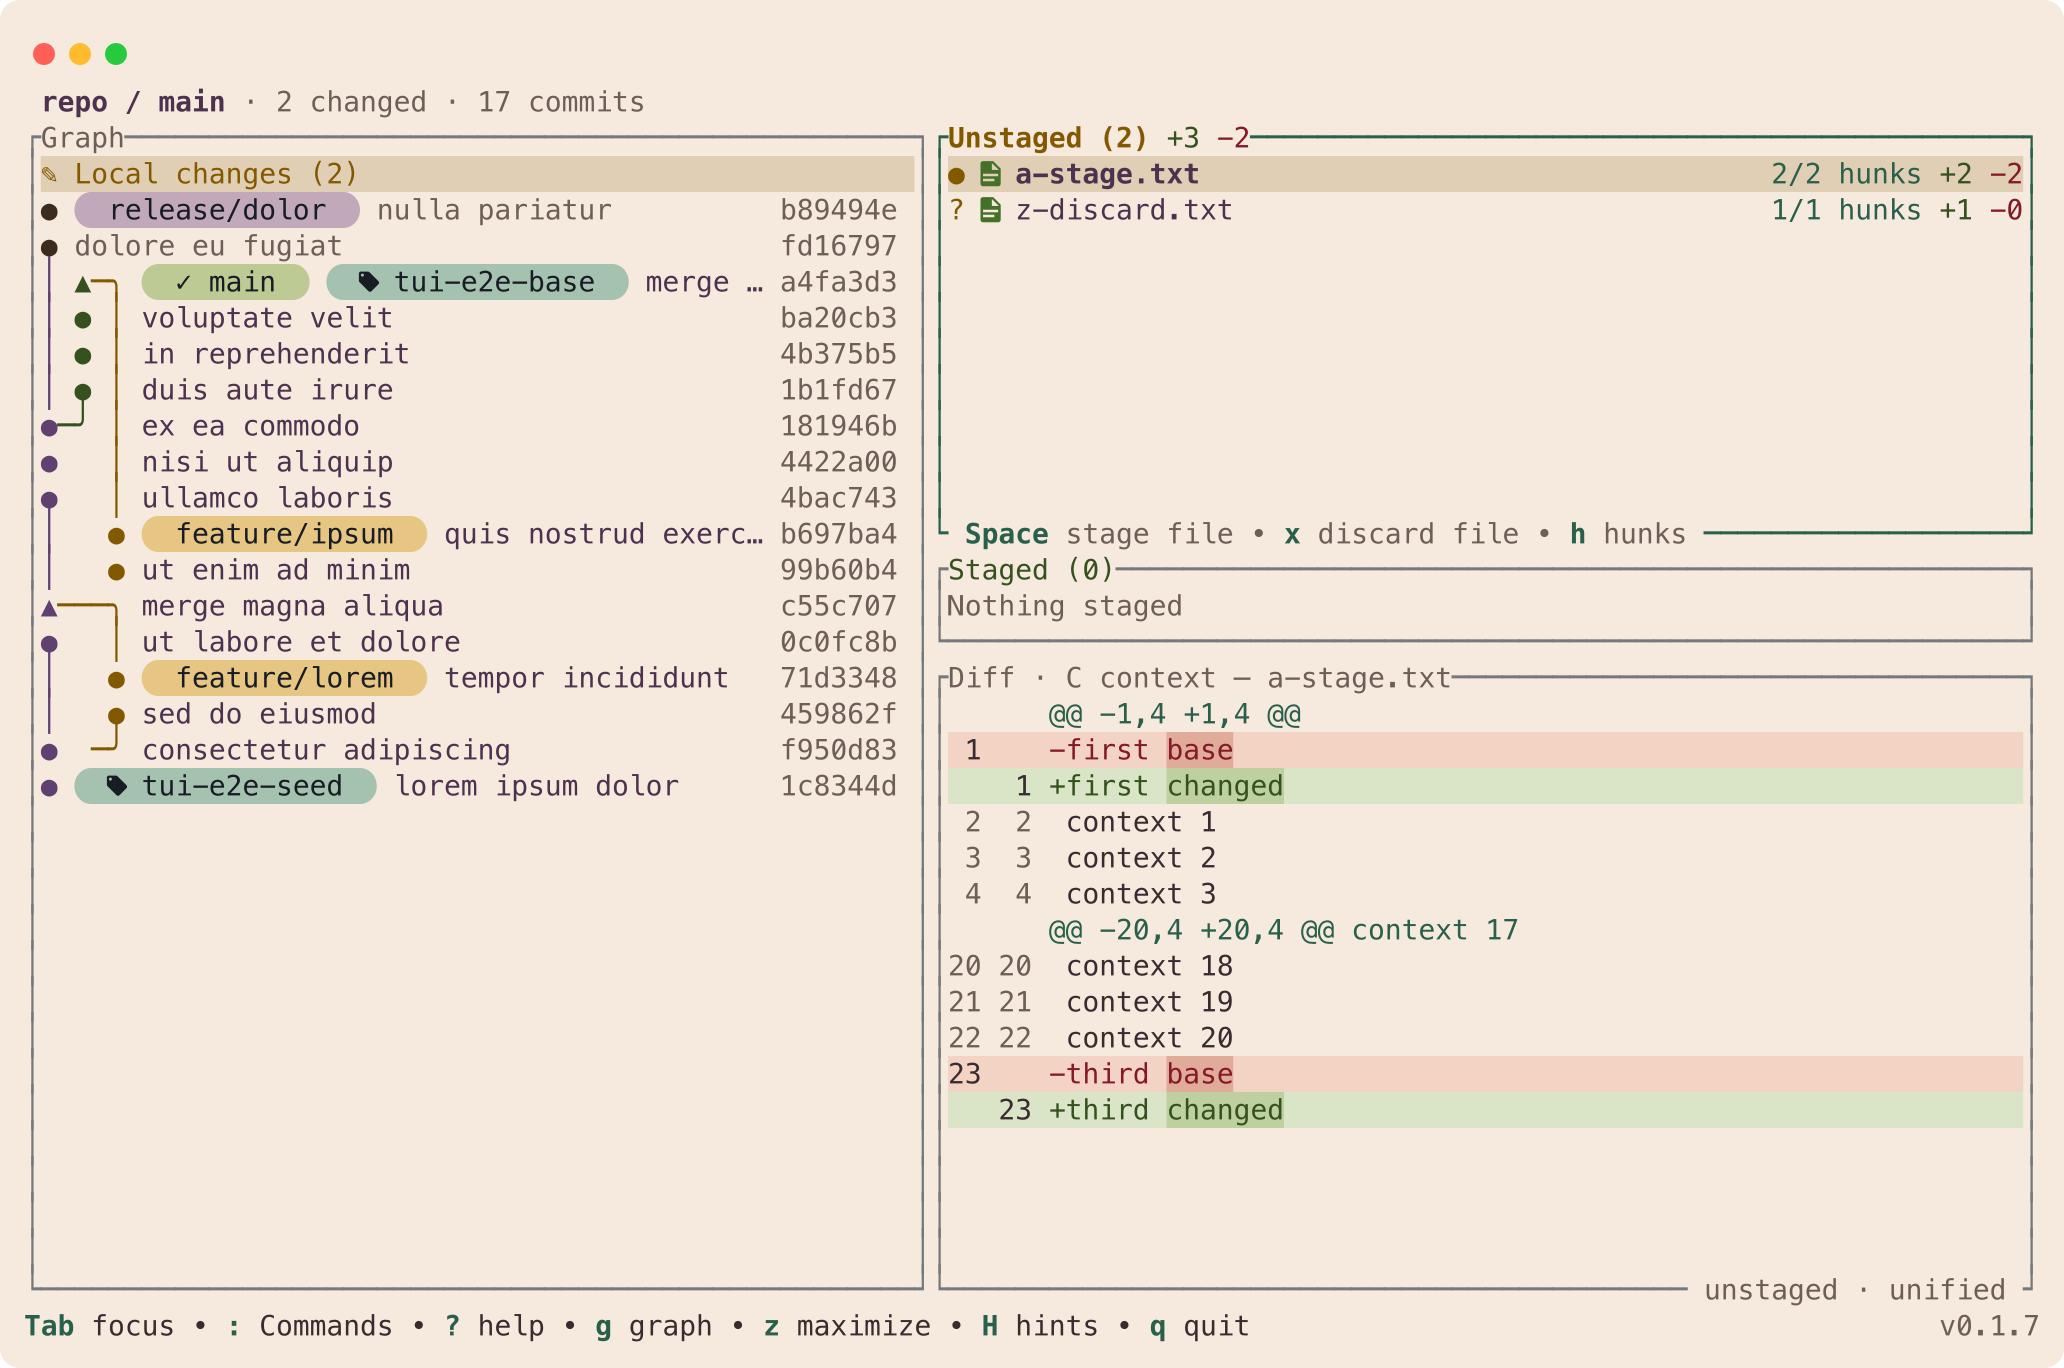 repo / main · 2 changed · 17 commits
Graph
✎ Local changes (2)
release/dolor nulla pariatur b89494e
dolore eu fugiat fd16797
✓ main tui-e2e-base merge … a4fa3d3
voluptate velit ba20cb3
in reprehenderit 4b375b5
duis aute irure 1b1fd67
ex ea commodo 181946b
nisi ut aliquip 4422a00
ullamco laboris 4bac743
feature/ipsum quis nostrud exerc… b697ba4
ut enim ad minim 99b60b4
merge magna aliqua c55c707
ut labore et dolore 0c0fc8b
feature/lorem tempor incididunt 71d3348
sed do eiusmod 459862f
consectetur adipiscing f950d83
tui-e2e-seed lorem ipsum dolor 1c8344d
Unstaged (2) +3 −2
● a-stage.txt 2/2 hunks +2 −2
? z-discard.txt 1/1 hunks +1 −0
Space stage file • x discard file • h hunks
Staged (0)
Nothing staged
Diff · C context — a-stage.txt
@@ -1,4 +1,4 @@
1 -first base
1 +first changed
2 2 context 1
3 3 context 2
4 4 context 3
@@ -20,4 +20,4 @@ context 17
20 20 context 18
21 21 context 19
22 22 context 20
23 -third base
23 +third changed
unstaged · unified
Tab focus • : Commands • ? help • g graph • z maximize • H hints • q quit v0.1.7